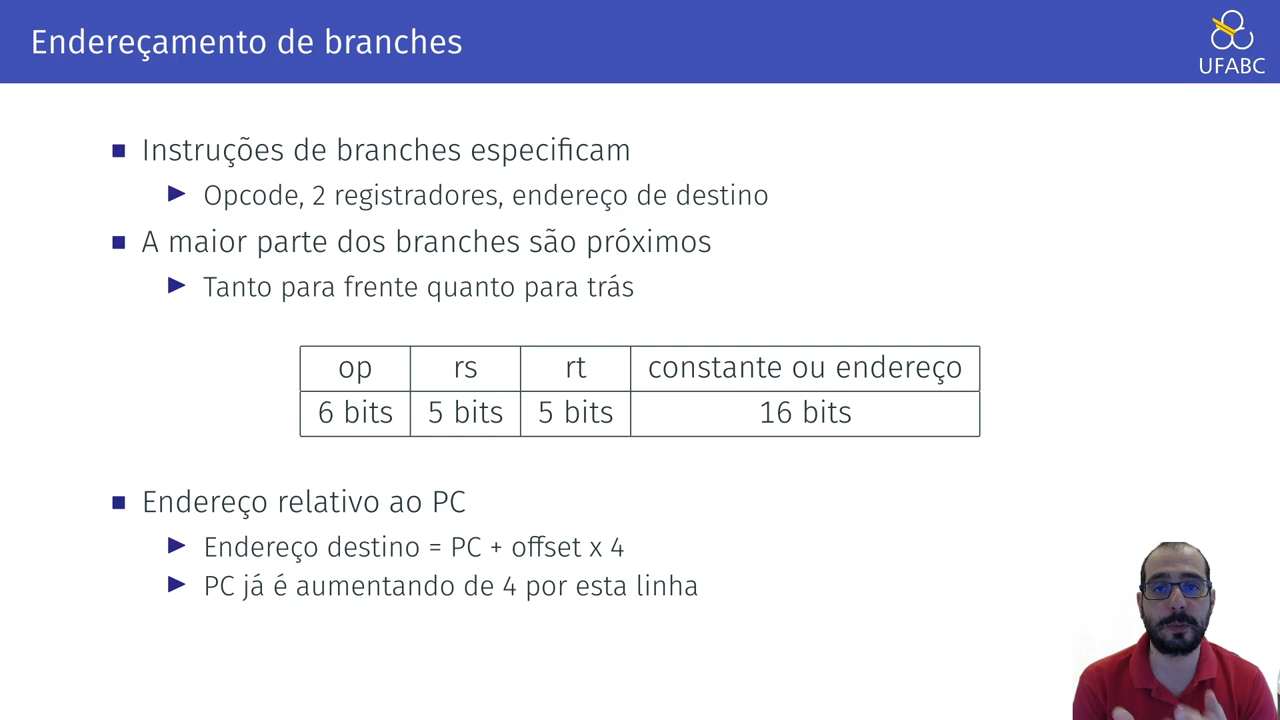 Endereçamento de branches
UFABC
Instruções de branches especificam
Opcode, 2 registradores, endereço de destino
A maior parte dos branches são próximos
Tanto para frente quanto para trás
op rs rt constante ou endereço
6 bits 5 bits 5 bits 16 bits
Endereço relativo ao PC
Endereço destino = PC + offset x 4
PC já é aumentando de 4 por esta linha